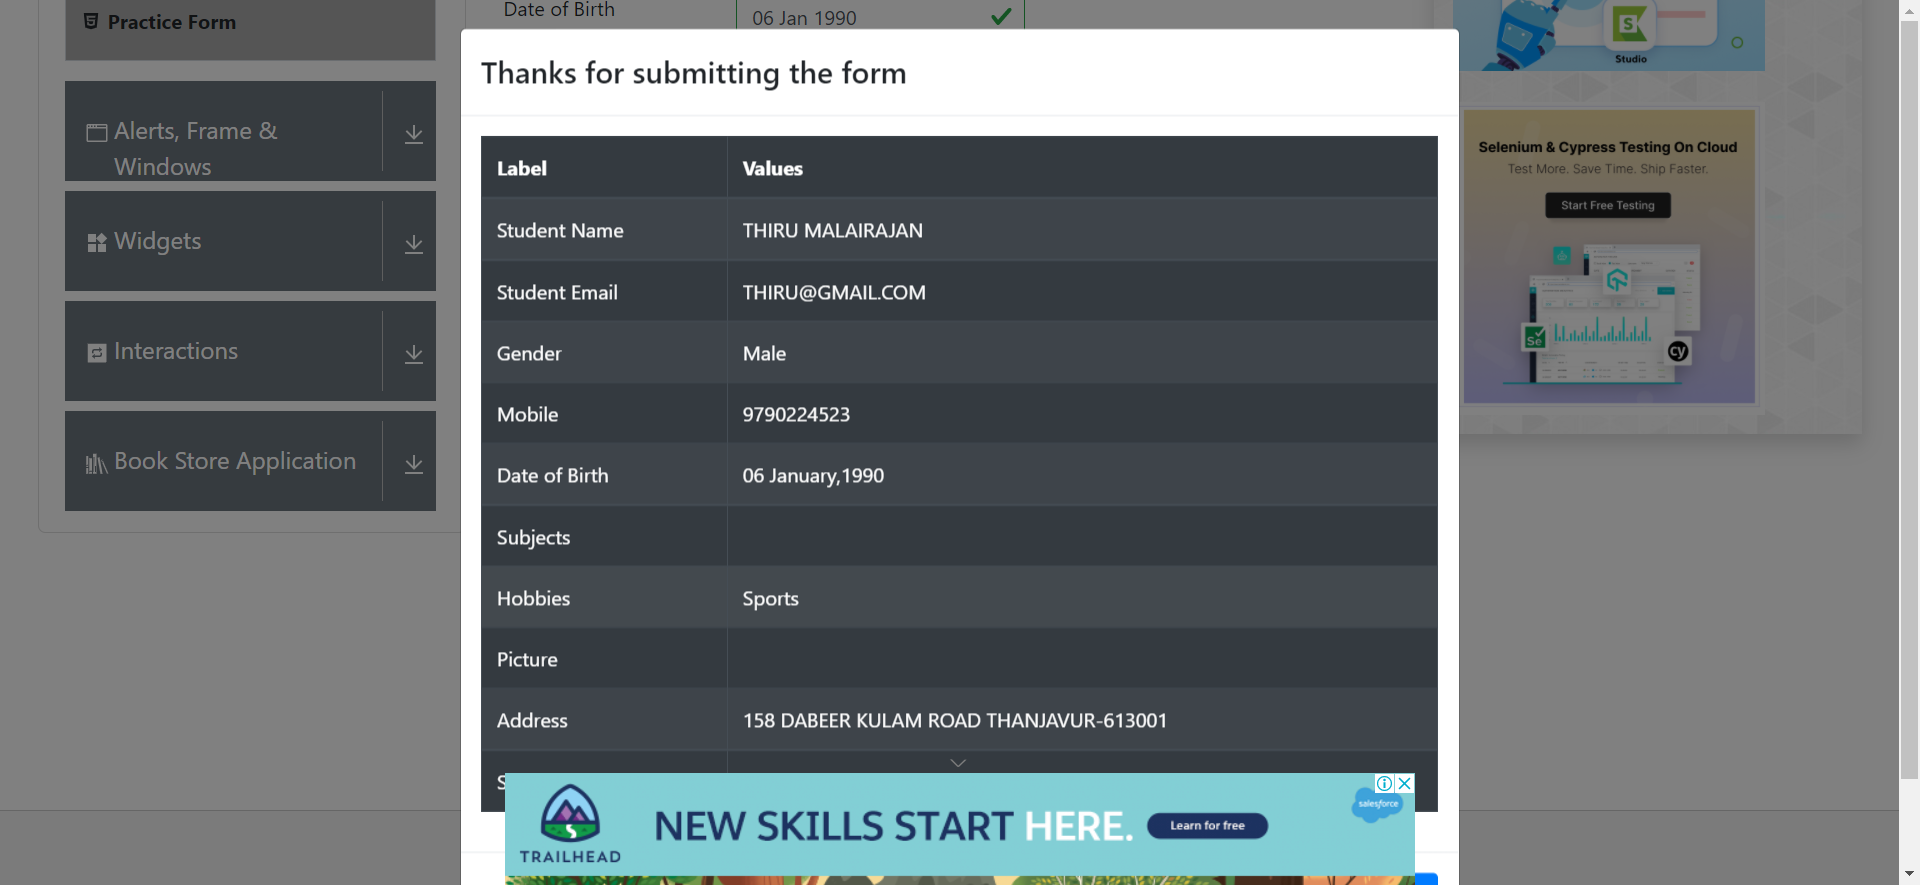 Practice Form
Alerts, Frame &
Windows
Widgets
Interactions
Book Store Application
Date of Birth
06 Jan 1990
Thanks for submitting the form
Label Values
Student Name THIRU MALAIRAJAN
Student Email THIRU@GMAIL.COM
Gender Male
Mobile 9790224523
Date of Birth 06 January,1990
Subjects
Hobbies Sports
Picture
Address 158 DABEER KULAM ROAD THANJAVUR-613001
S
TRAILHEAD
NEW SKILLS START HERE.
Learn for free
salesforce
Studio
Selenium & Cypress Testing On Cloud
Test More. Save Time. Ship Faster.
Start Free Testing
Se
cy